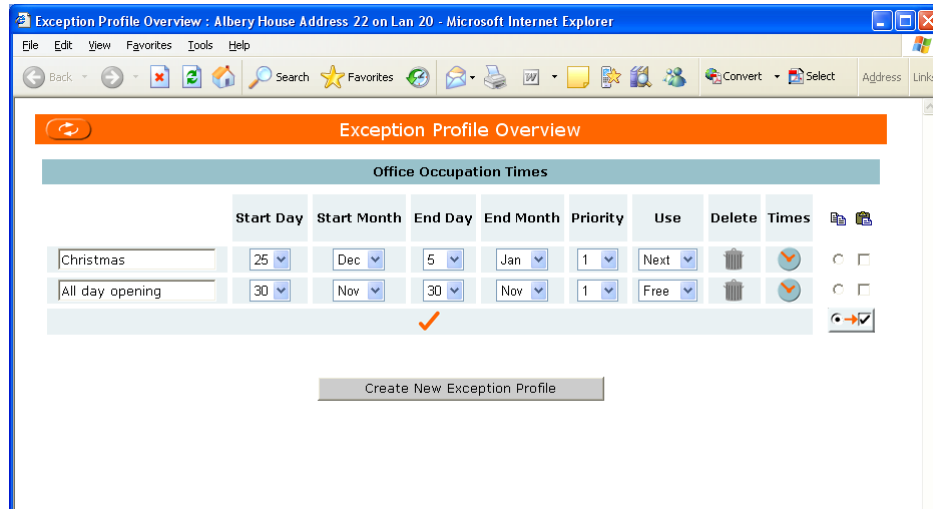 Exception Profile Overview : Albery House Address 22 on Lan 20 - Microsoft Internet Explorer
File Edit View Favorites Tools Help
Back Search Favorites W Convert Select Address Links
Exception Profile Overview
Office Occupation Times
Start Day Start Month End Day End Month Priority Use Delete Times
Christmas 25 Dec 5 Jan 1 Next
All day opening 30 Nov 30 Nov 1 Free
Create New Exception Profile